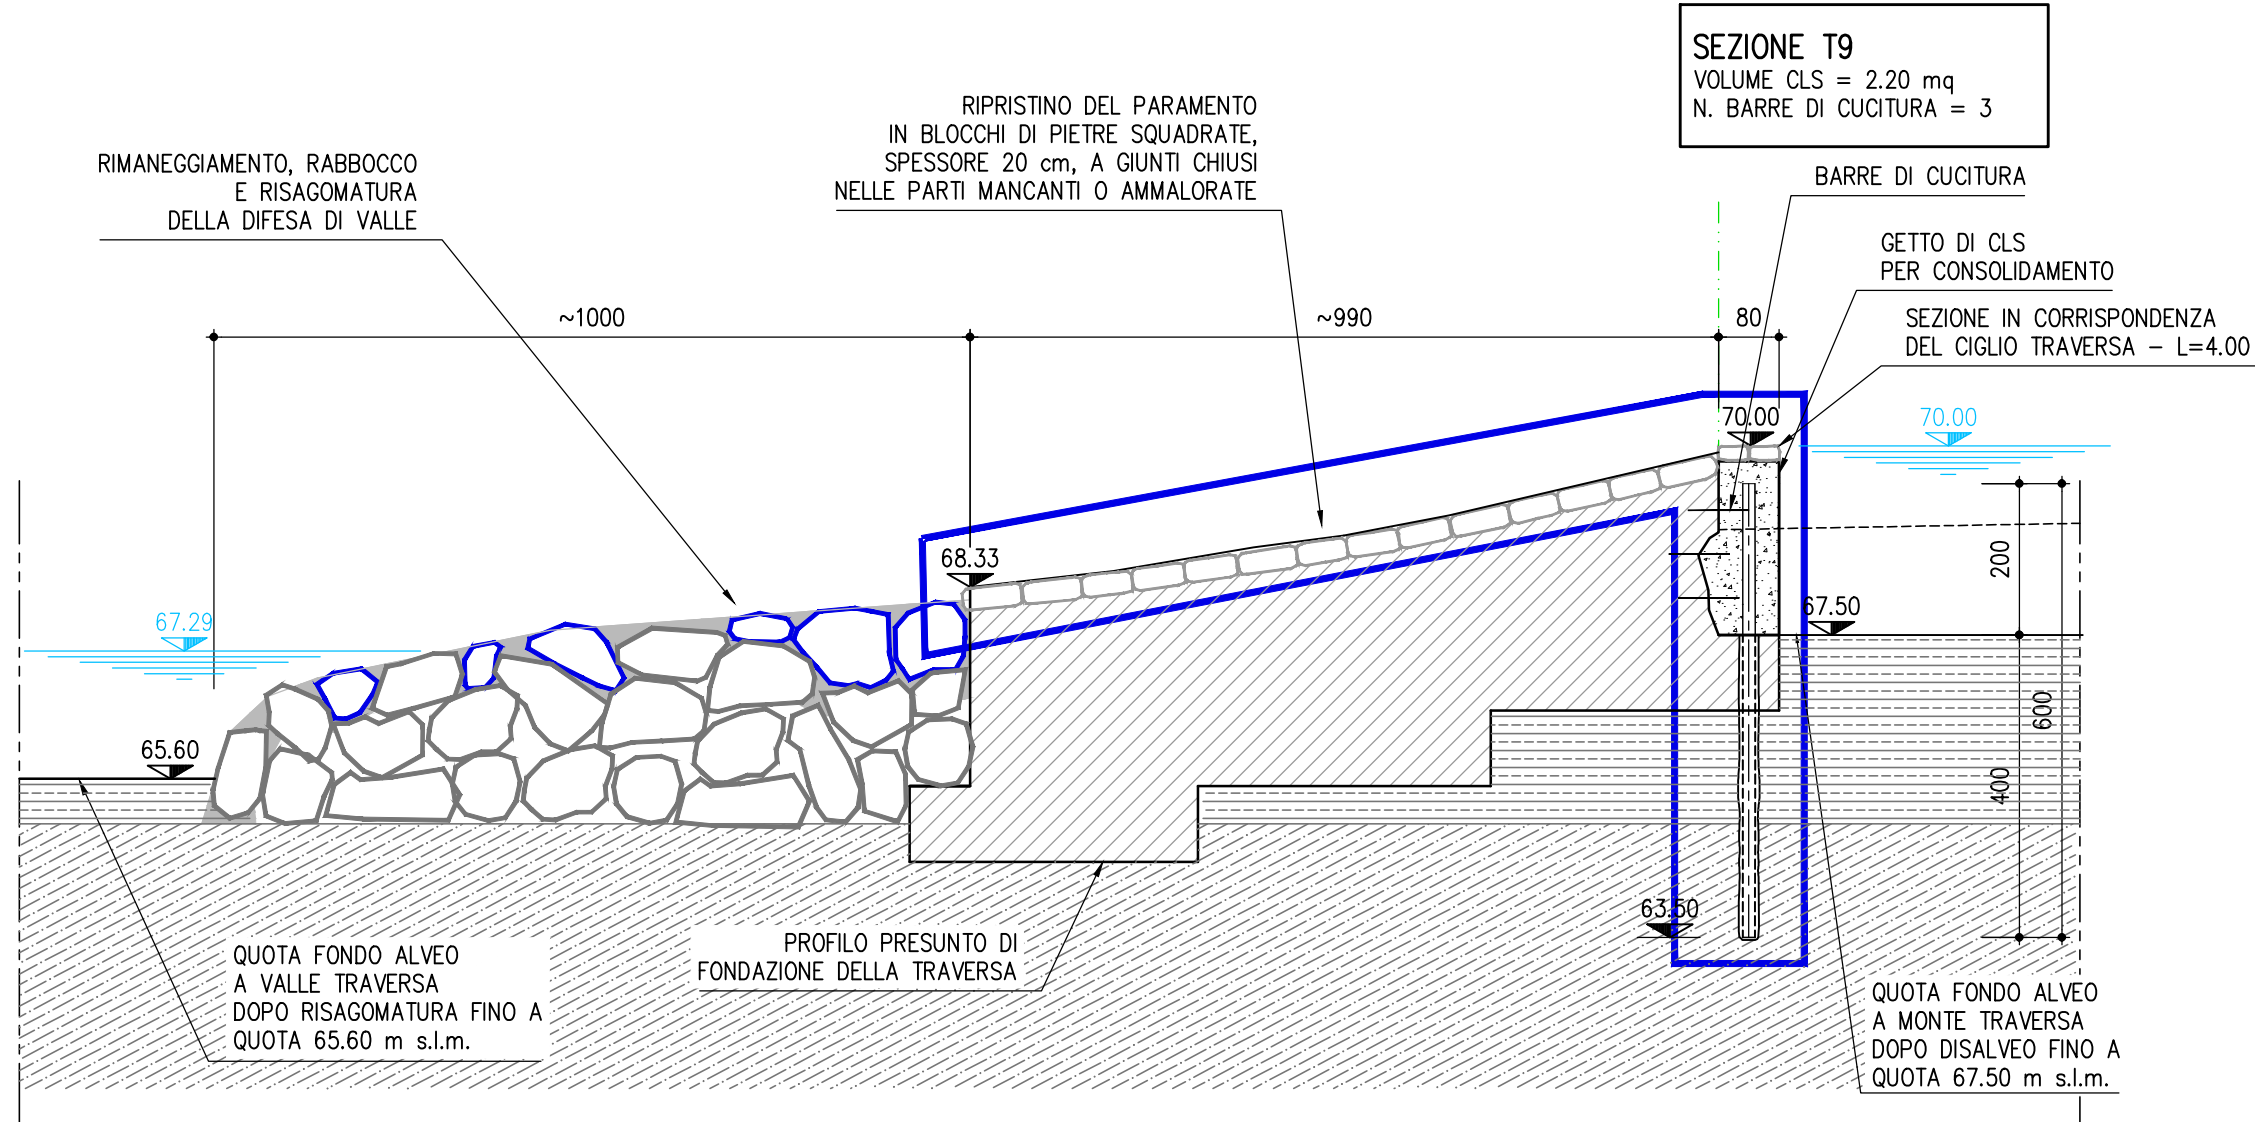 SEZIONE T9
VOLUME CLS = 2.20 mq
N. BARRE DI CUCITURA = 3
RIPRISTINO DEL PARAMENTO
IN BLOCCHI DI PIETRE SQUADRATE,
SPESSORE 20 cm, A GIUNTI CHIUSI
NELLE PARTI MANCANTI O AMMALORATE
RIMANEGGIAMENTO, RABBOCCO
E RISAGOMATURA
DELLA DIFESA DI VALLE
BARRE DI CUCITURA
GETTO DI CLS
PER CONSOLIDAMENTO
SEZIONE IN CORRISPONDENZA
DEL CIGLIO TRAVERSA - L=4.00
~1000
~990
80
70.00
70.00
68.33
67.29
67.50
65.60
200
600
400
63.50
QUOTA FONDO ALVEO
A VALLE TRAVERSA
DOPO RISAGOMATURA FINO A
QUOTA 65.60 m s.l.m.
PROFILO PRESUNTO DI
FONDAZIONE DELLA TRAVERSA
QUOTA FONDO ALVEO
A MONTE TRAVERSA
DOPO DISALVEO FINO A
QUOTA 67.50 m s.l.m.